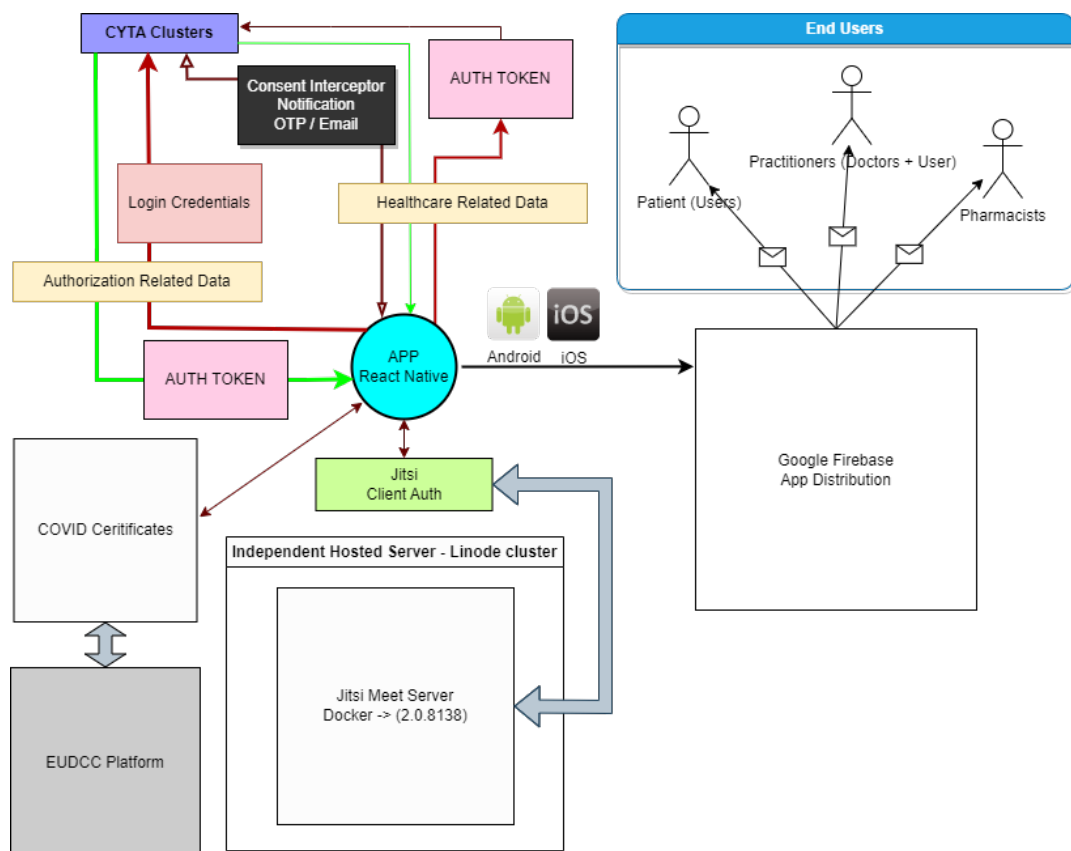 CYTA Clusters
End Users
Consent Interceptor
Notification
OTP / Email
AUTH TOKEN
Practitioners (Doctors + User)
Patient (Users)
Pharmacists
Login Credentials
Healthcare Related Data
Authorization Related Data
iOS
Android
iOS
APP
React Native
AUTH TOKEN
Google Firebase
App Distribution
Jitsi
Client Auth
COVID Ceritificates
Independent Hosted Server - Linode cluster
Jitsi Meet Server
Docker -> (2.0.8138)
EUDCC Platform